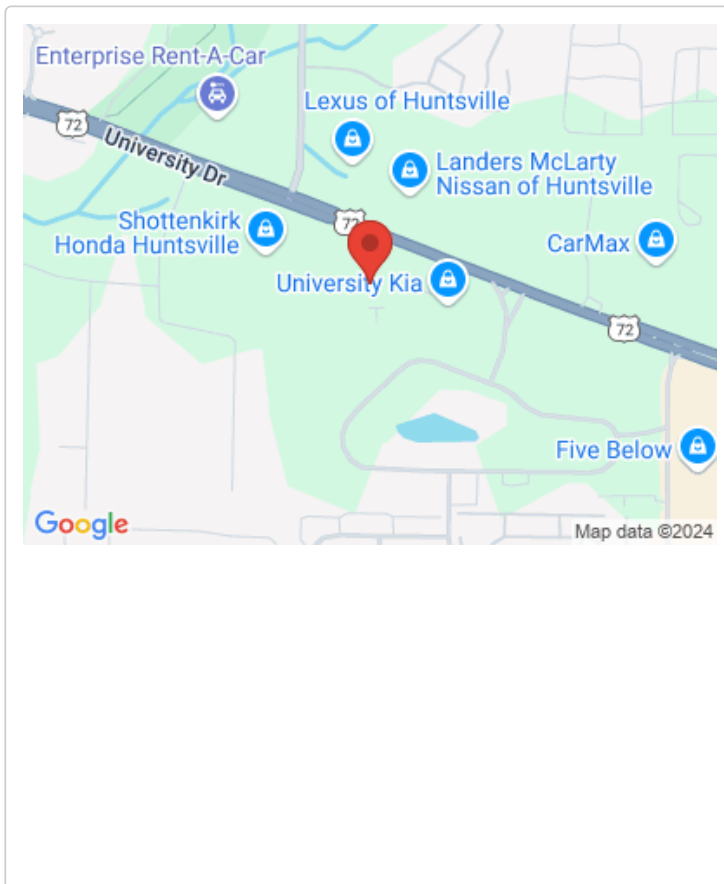 Enterprise Rent-A-Car
72
University Dr
Lexus of Huntsville
Landers McLarty
Nissan of Huntsville
Shottenkirk
Honda Huntsville
72
CarMax
University Kia
72
Five Below
Google
Map data ©2024